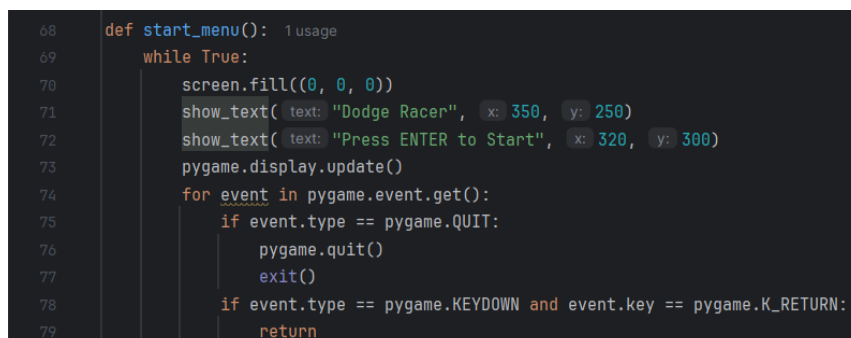 68 def start_menu(): 1 usage
69 while True:
70 screen.fill((0, 0, 0))
71 show_text( text: "Dodge Racer", x: 350, y: 250)
72 show_text( text: "Press ENTER to Start", x: 320, y: 300)
73 pygame.display.update()
74 for event in pygame.event.get():
75 if event.type == pygame.QUIT:
76 pygame.quit()
77 exit()
78 if event.type == pygame.KEYDOWN and event.key == pygame.K_RETURN:
79 return